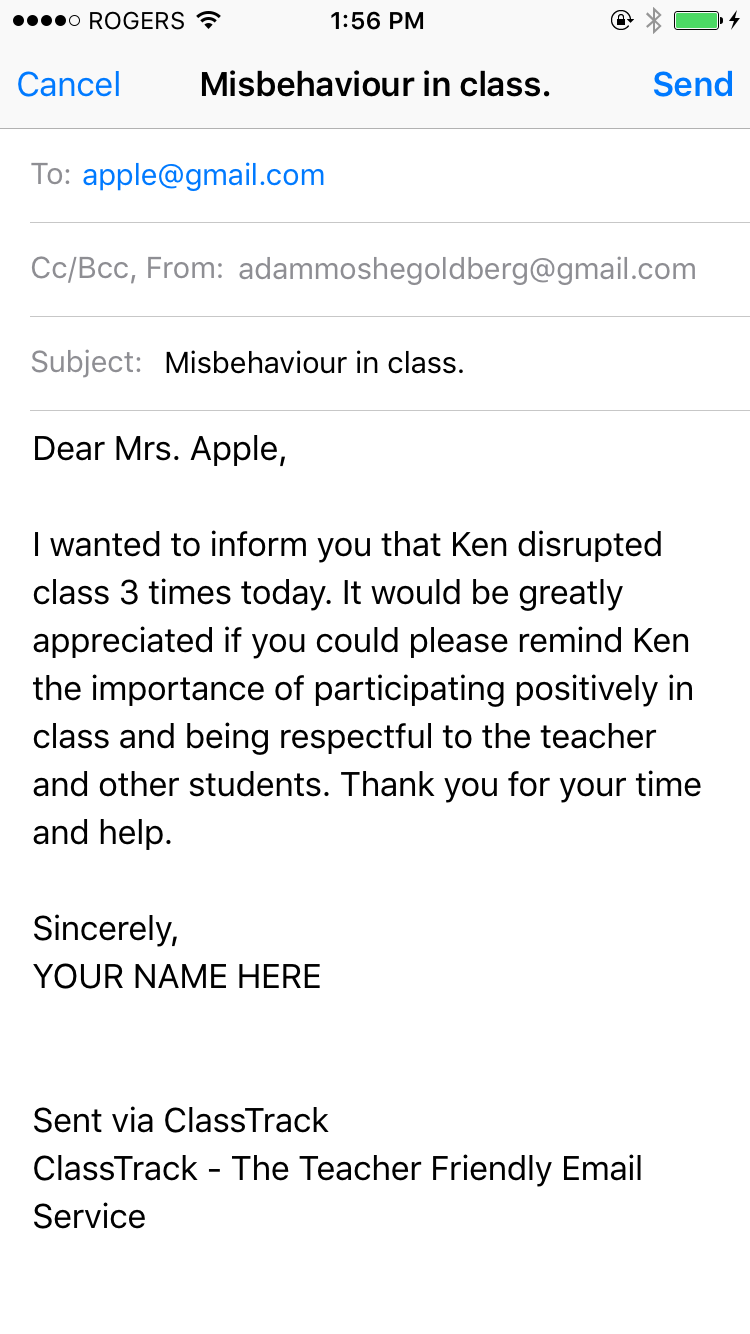 ROGERS 1:56 PM
Cancel Misbehaviour in class. Send
To: apple@gmail.com
Cc/Bcc, From: adammoshegoldberg@gmail.com
Subject: Misbehaviour in class.
Dear Mrs. Apple,
I wanted to inform you that Ken disrupted
class 3 times today. It would be greatly
appreciated if you could please remind Ken
the importance of participating positively in
class and being respectful to the teacher
and other students. Thank you for your time
and help.
Sincerely,
YOUR NAME HERE
Sent via ClassTrack
ClassTrack - The Teacher Friendly Email
Service